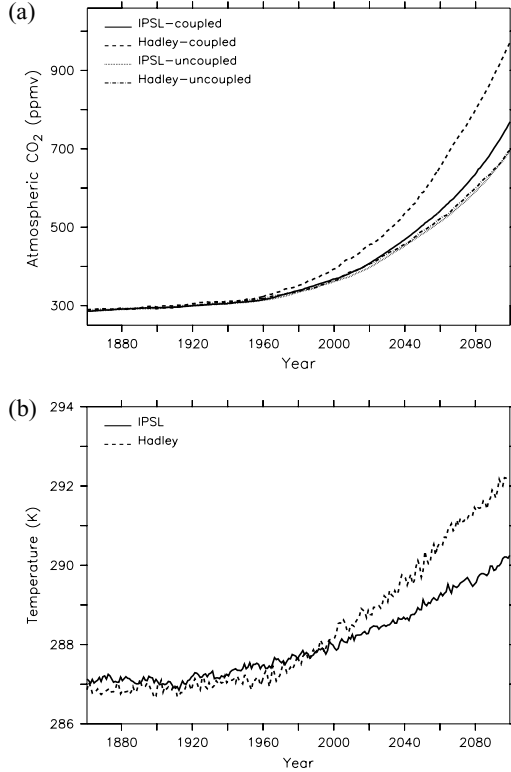 (a)
IPSL–coupled
Hadley–coupled
IPSL–uncoupled
Hadley–uncoupled
Atmospheric CO2 (ppmv)
900
700
500
300
1880 1920 1960 2000 2040 2080
Year
(b)
IPSL
Hadley
Temperature (K)
294
292
290
288
286
1880 1920 1960 2000 2040 2080
Year